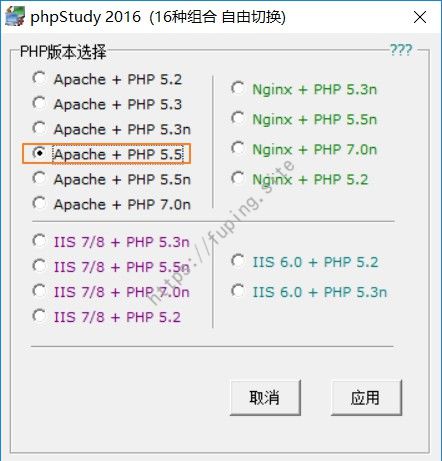 phpStudy 2016 (16种组合 自由切换)
PHP版本选择
???
Apache + PHP 5.2
Apache + PHP 5.3
Apache + PHP 5.3n
Apache + PHP 5.5
Apache + PHP 5.5n
Apache + PHP 7.0n
Nginx + PHP 5.3n
Nginx + PHP 5.5n
Nginx + PHP 7.0n
Nginx + PHP 5.2
IIS 7/8 + PHP 5.3n
IIS 7/8 + PHP 5.5n
IIS 7/8 + PHP 7.0n
IIS 7/8 + PHP 5.2
IIS 6.0 + PHP 5.2
IIS 6.0 + PHP 5.3n
https://fuping.site
取消
应用